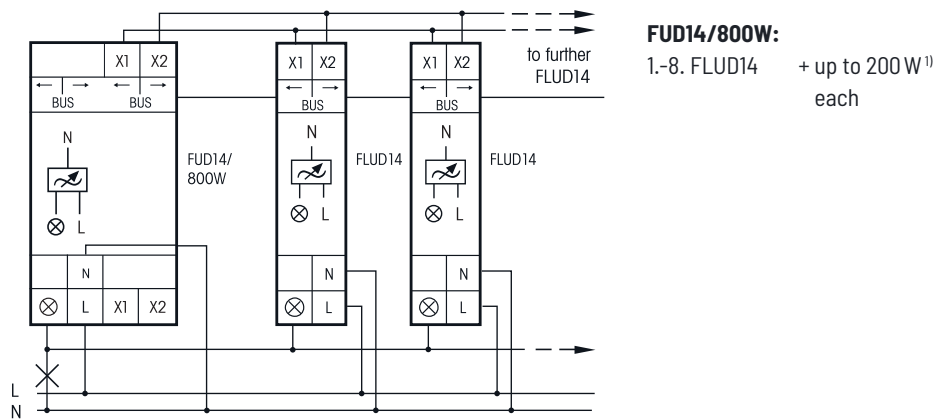 X1 X2
BUS BUS
N
L
N
L X1 X2
FUD14/
800W
X1 X2
BUS
N
L
N
L
FLUD14
X1 X2
BUS
N
L
N
L
FLUD14
to further
FLUD14
L
N
FUD14/800W:
1.-8. FLUD14 + up to 200 W 1)
each